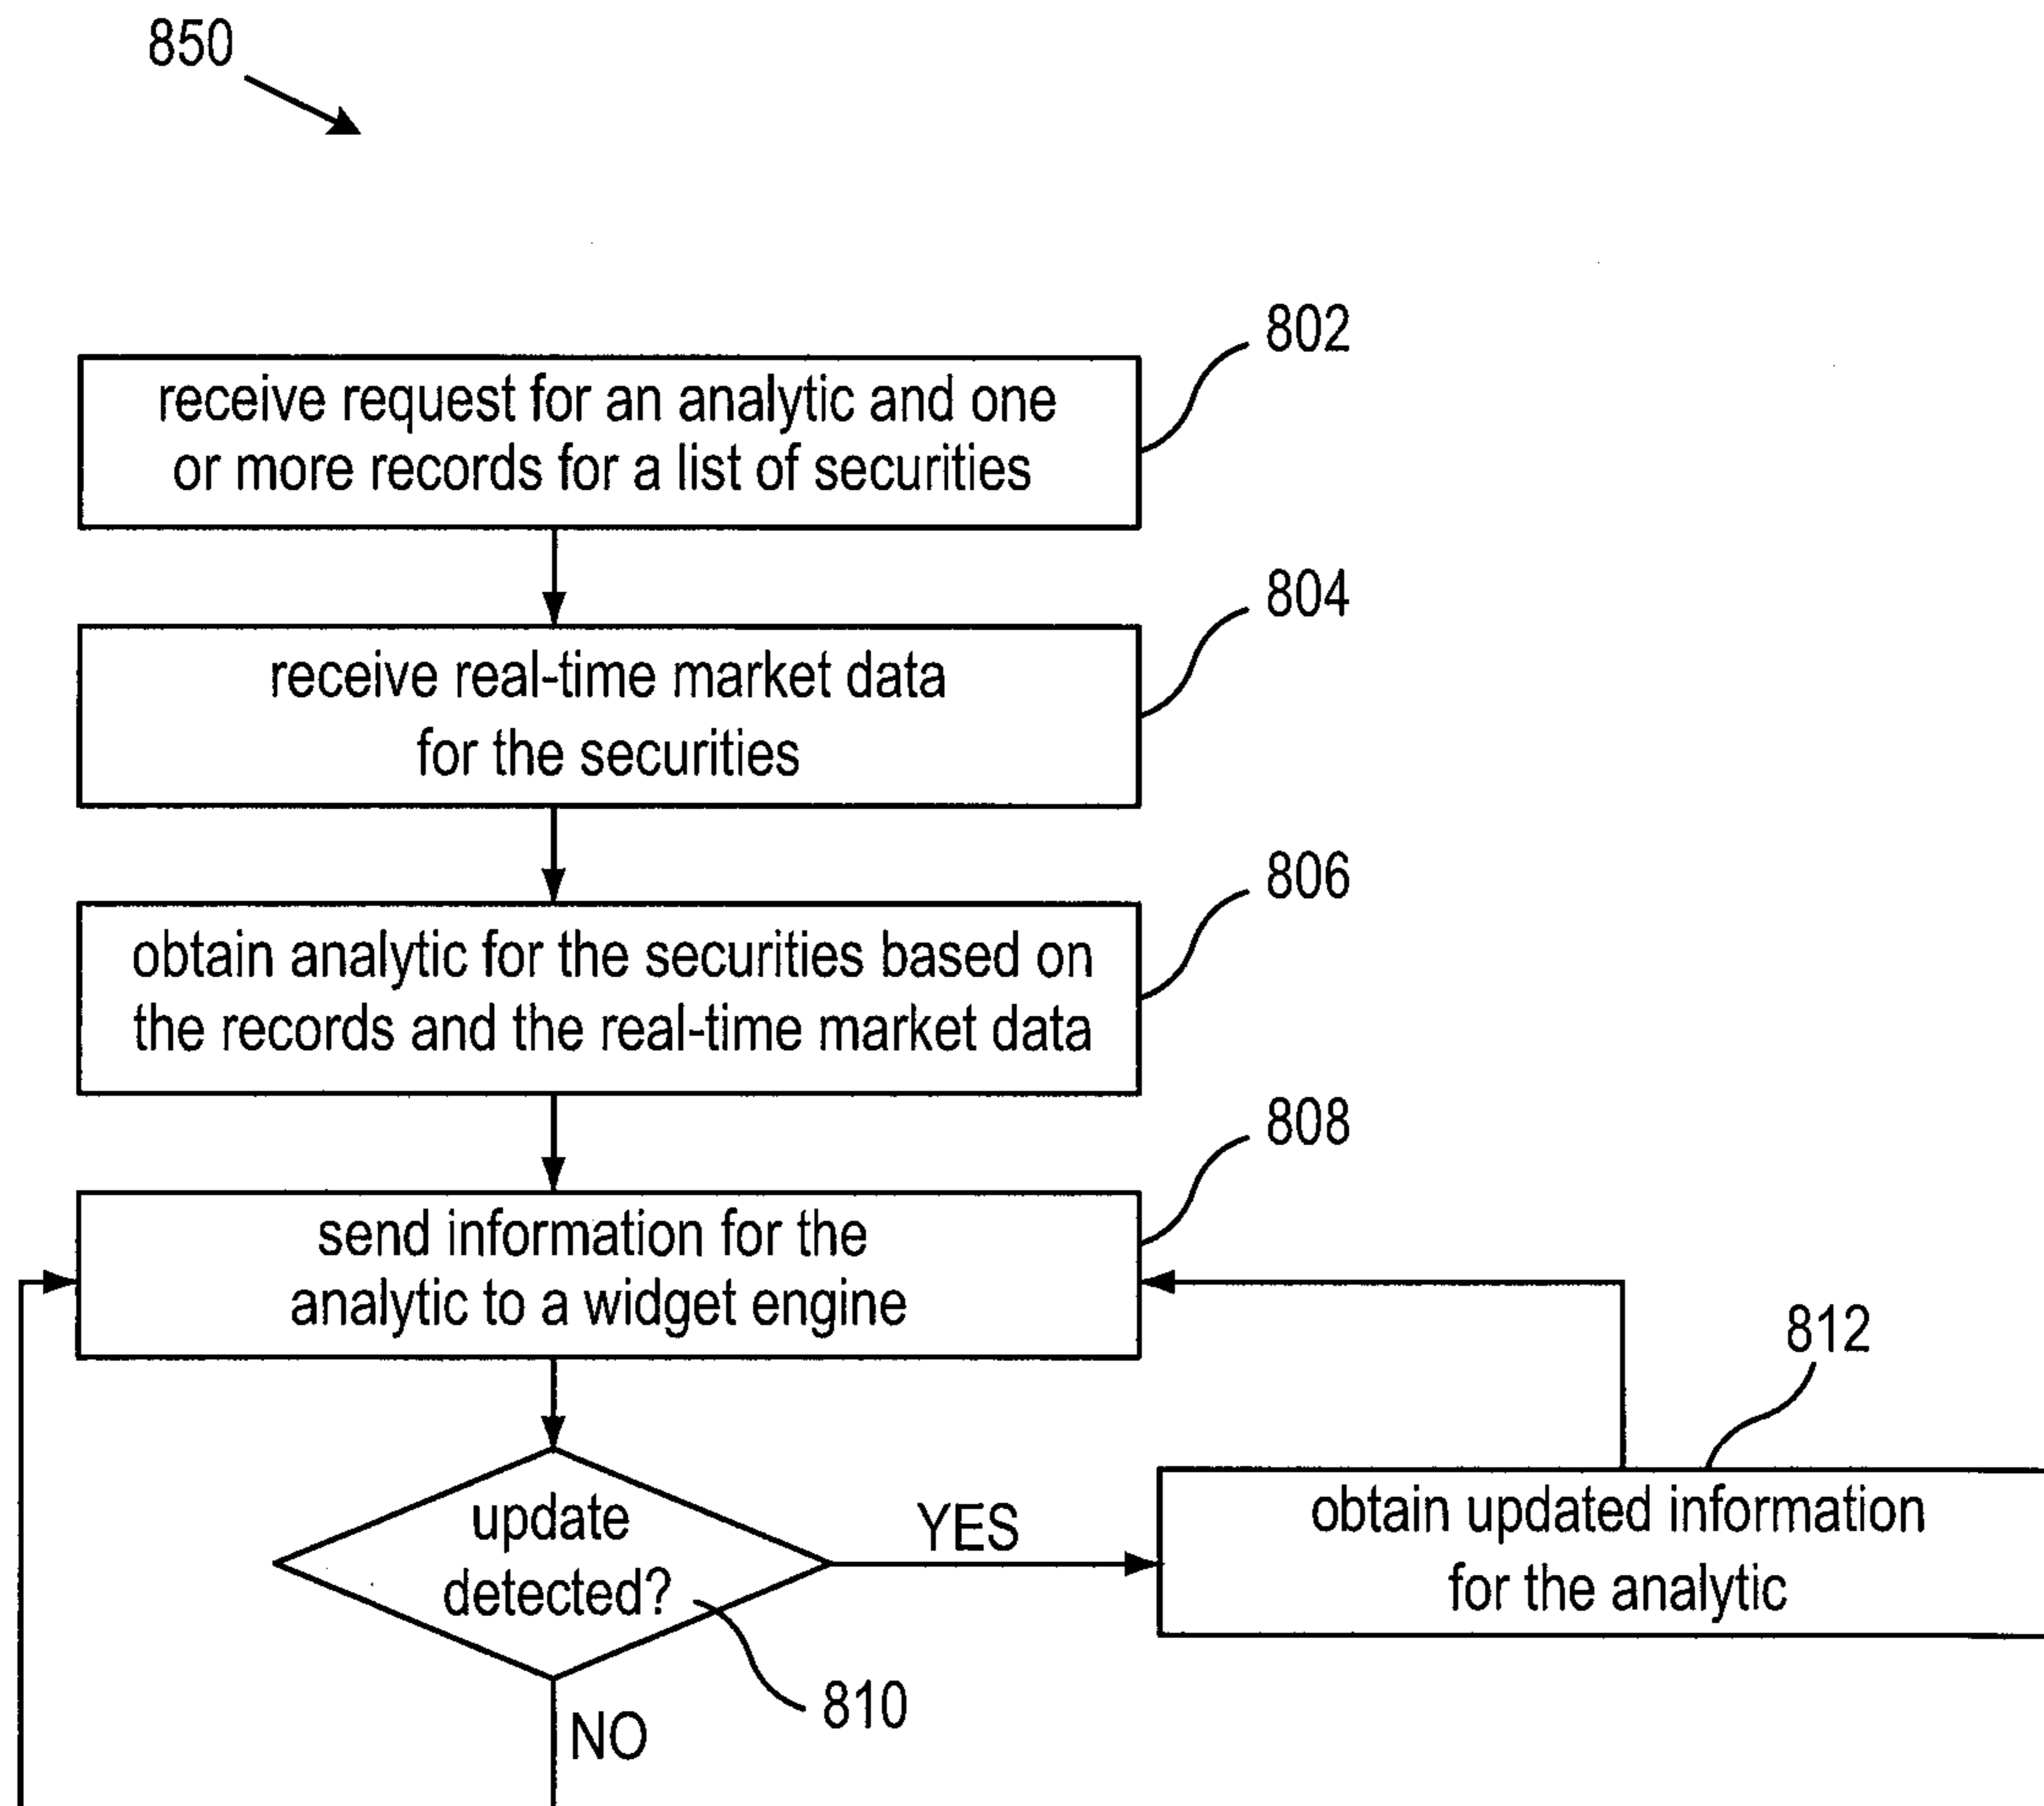 850
802
receive request for an analytic and one
or more records for a list of securities
804
receive real-time market data
for the securities
806
obtain analytic for the securities based on
the records and the real-time market data
808
send information for the
analytic to a widget engine
812
update
detected?
YES
obtain updated information
for the analytic
810
NO